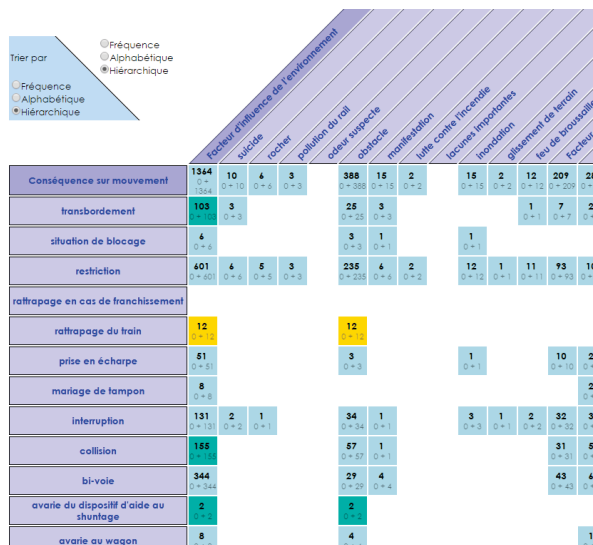 Trier par
Fréquence
Alphabétique
Hiérarchique
Fréquence
Alphabétique
Hiérarchique
Facteur d'influence de l'environnement
suicide
rocher
pollution du rail
odeur suspecte
obstacle
manifestation
lutte contre l'incendie
lacunes importantes
inondation
glissement de terrain
feu de broussaille
Facteur
Conséquence sur mouvement 1364 10 6 3 388 15 2 15 2 12 209
0 + 1364 0 + 10 0 + 6 0 + 3 0 + 388 0 + 15 0 + 2 0 + 15 0 + 2 0 + 12 0 + 209
transbordement 103 3 25 3 1 7
0 + 103 0 + 3 0 + 25 0 + 3 0 + 1 0 + 7
situation de blocage 6 3 1 1
0 + 6 0 + 3 0 + 1 0 + 1
restriction 601 6 5 3 235 6 2 12 1 11 93
0 + 601 0 + 6 0 + 5 0 + 3 0 + 235 0 + 6 0 + 2 0 + 12 0 + 1 0 + 11 0 + 93
rattrapage en cas de franchissement
rattrapage du train 12 12
0 + 12 0 + 12
prise en écharpe 51 3 1 10
0 + 51 0 + 3 0 + 1 0 + 10
mariage de tampon 8
0 + 8
interruption 131 2 1 34 1 3 1 2 32
0 + 131 0 + 2 0 + 1 0 + 34 0 + 1 0 + 3 0 + 1 0 + 2 0 + 32
collision 155 57 1 31
0 + 155 0 + 57 0 + 1 0 + 31
bi-voie 344 29 4 43
0 + 344 0 + 29 0 + 4 0 + 43
avarie du dispositif d'aide au
shuntage 2 2
0 + 2 0 + 2
avarie au wagon 8 4